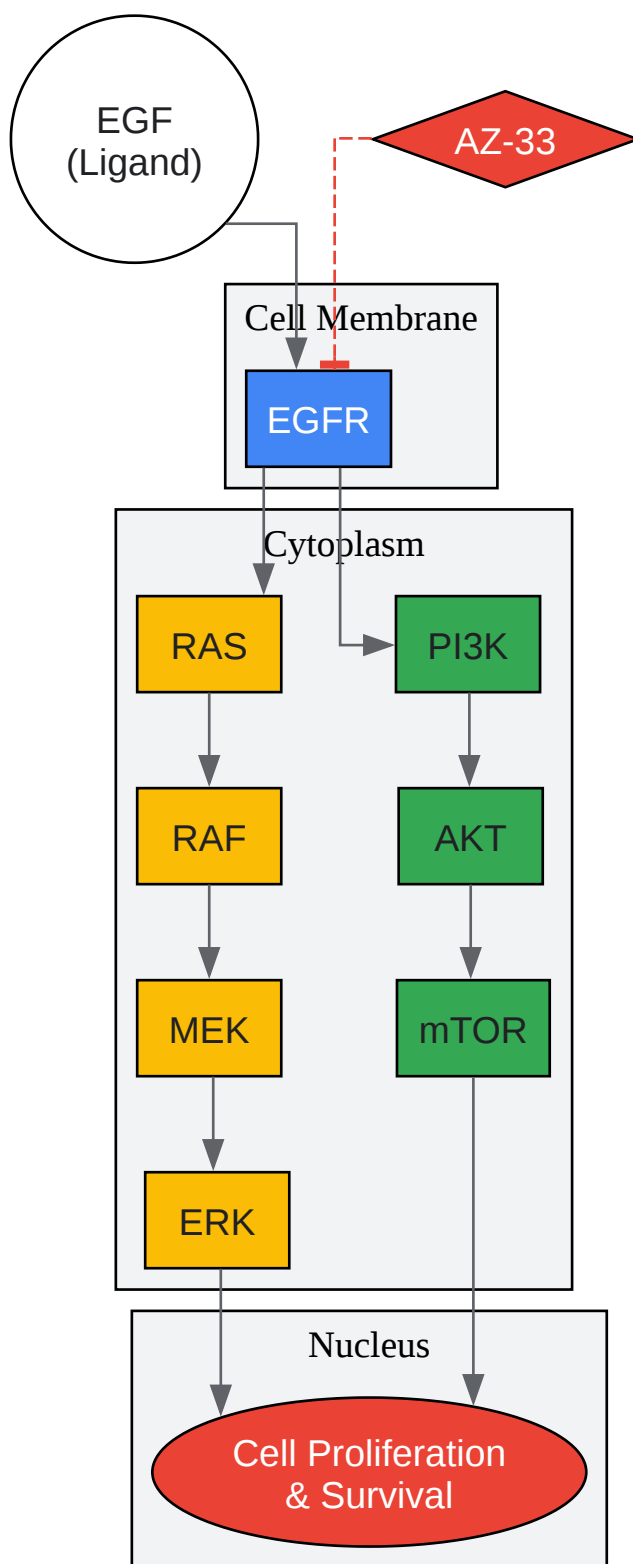 EGF
(Ligand)
AZ-33
Cell Membrane
EGFR
Cytoplasm
RAS
PI3K
RAF
AKT
MEK
mTOR
ERK
Nucleus
Cell Proliferation
& Survival